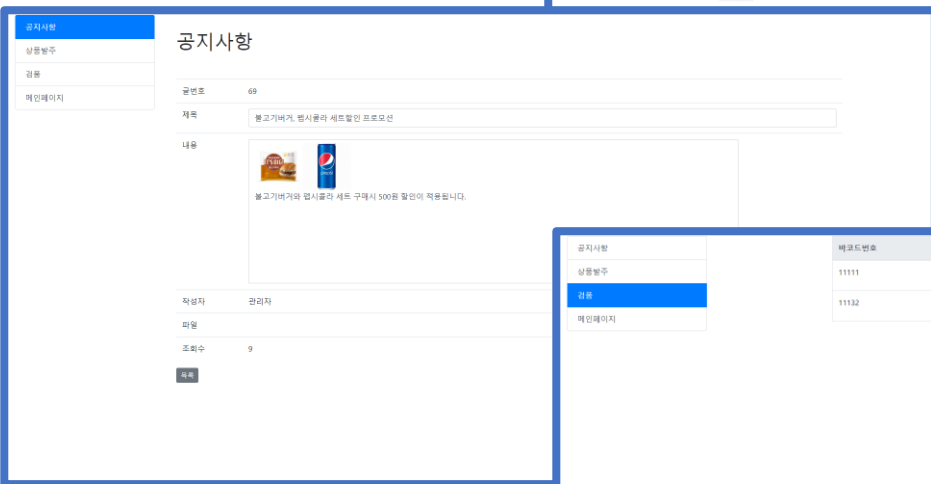 공지사항
상품발주
검품
메인페이지
공지사항
글번호 69
제목 불고기버거, 펩시콜라 세트할인 프로모션
내용
pepsi
불고기버거와 펩시콜라 세트 구매시 500원 할인이 적용됩니다.
작성자 관리자
파일
조회수 9
목록
공지사항
상품발주
검품
메인페이지
바코드번호
11111
11132